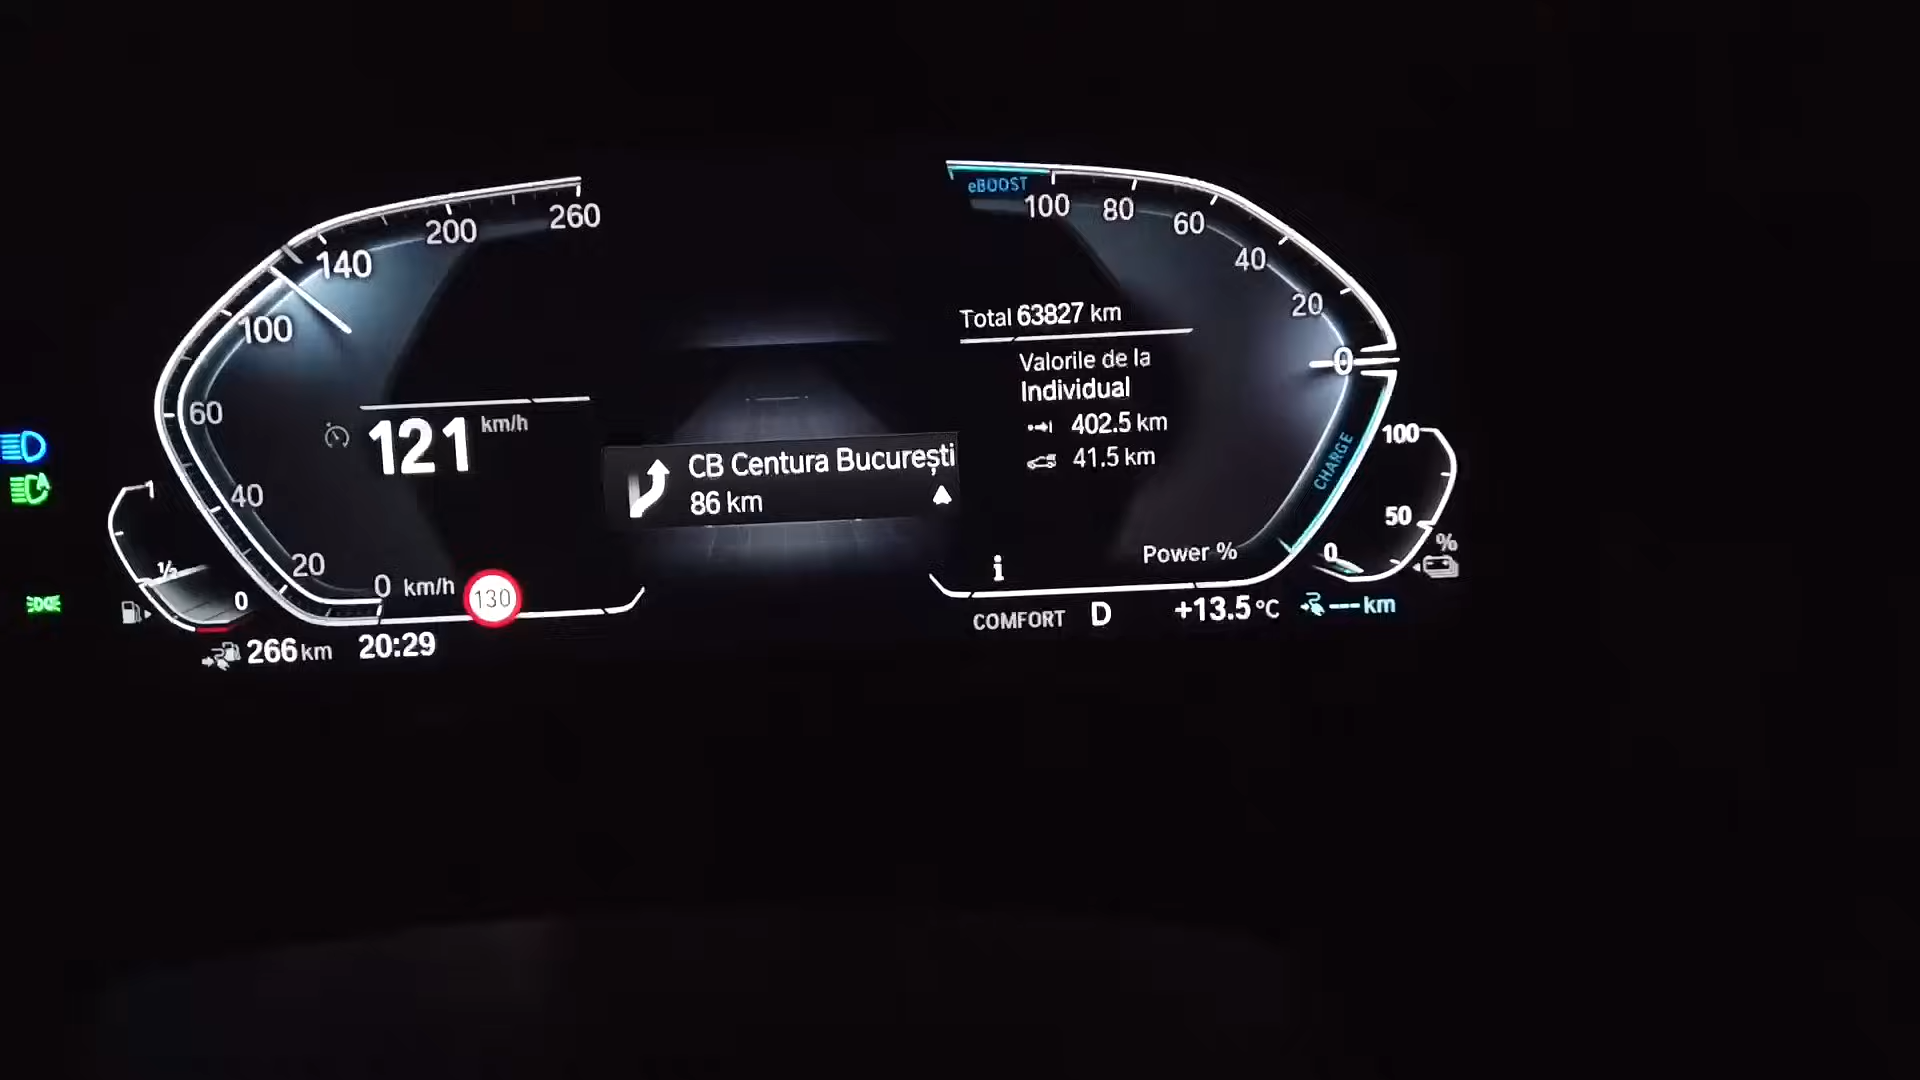 260
200
140
100
60
40
20
0 km/h
130
121 km/h
1
½
0
266 km
20:29
CB Centura București
86 km
eBOOST
100
80
60
40
20
0
Total 63827 km
Valorile de la
Individual
402.5 km
41.5 km
CHARGE
Power %
100
50
0
%
COMFORT D
+13.5 °C
--- km